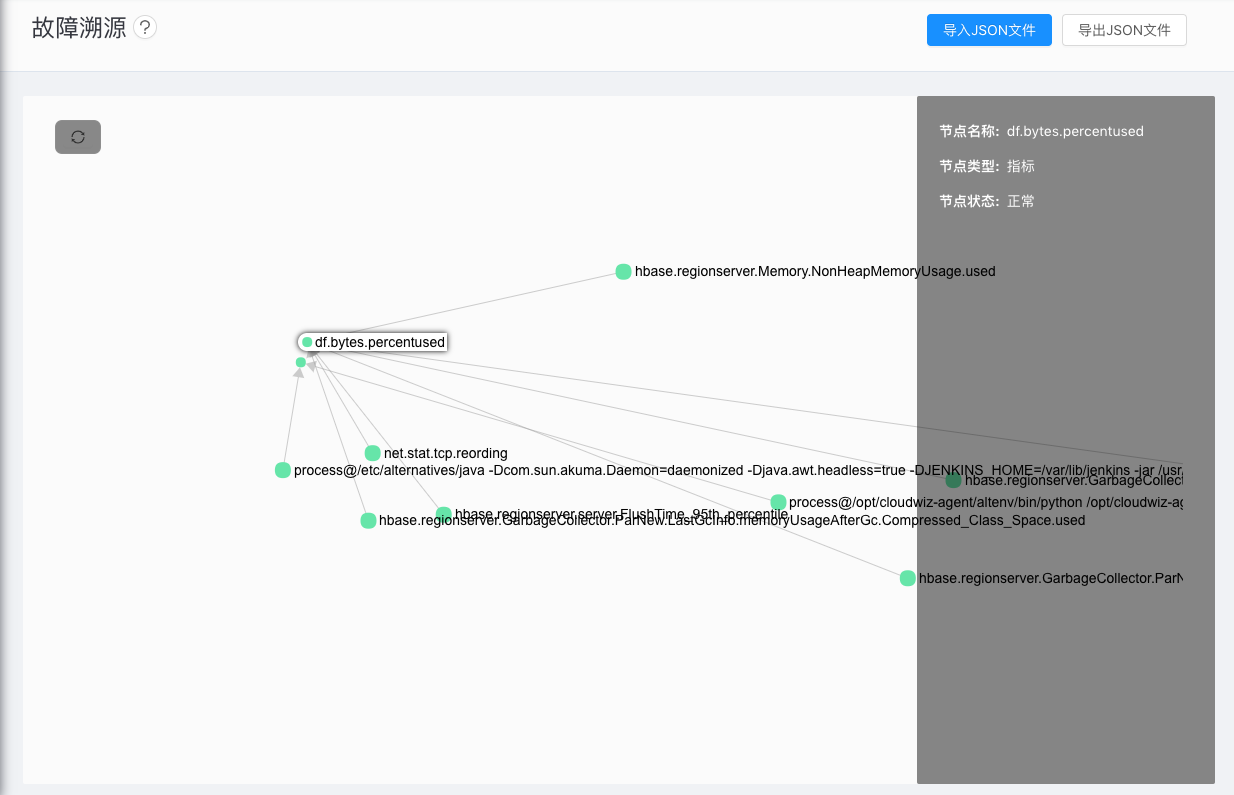 故障溯源 ?
导入JSON文件
导出JSON文件
节点名称: df.bytes.percentused
节点类型: 指标
节点状态: 正常
hbase.regionserver.Memory.NonHeapMemoryUsage.used
df.bytes.percentused
net.stat.tcp.reording
process@/etc/alternatives/java -Dcom.sun.akuma.Daemon=daemonized -Djava.awt.headless=true -DJENKINS_HOME=/var/lib/jenkins -jar /usr/
hbase.regionserver.GarbageCollect
process@/opt/cloudwiz-agent/altenv/bin/python /opt/cloudwiz-ag
hbase.regionserver.server.FlushTime_95th_percentile
hbase.regionserver.GarbageCollector.ParNew.LastGcInfo.memoryUsageAfterGc.Compressed_Class_Space.used
hbase.regionserver.GarbageCollector.ParN